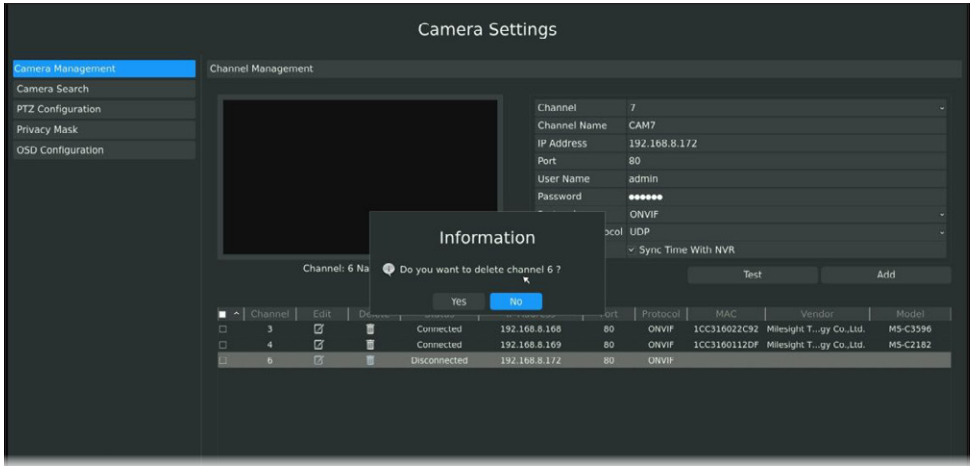 Camera Settings
Camera Management
Camera Search
PTZ Configuration
Privacy Mask
OSD Configuration
Channel Management
Channel 7
Channel Name CAM7
IP Address 192.168.8.172
Port 80
User Name admin
Password ●●●●●●
ONVIF
ocol UDP
Sync Time With NVR
Channel: 6 Na
Test Add
Information
Do you want to delete channel 6 ?
Yes No
Channel Edit Protocol MAC Vendor Model
3 Connected 192.168.8.168 80 ONVIF 1CC316022C92 Milesight T...gy Co.,Ltd. MS-C3596
4 Connected 192.168.8.169 80 ONVIF 1CC3160112DF Milesight T...gy Co.,Ltd. MS-C2182
6 Disconnected 192.168.8.172 80 ONVIF